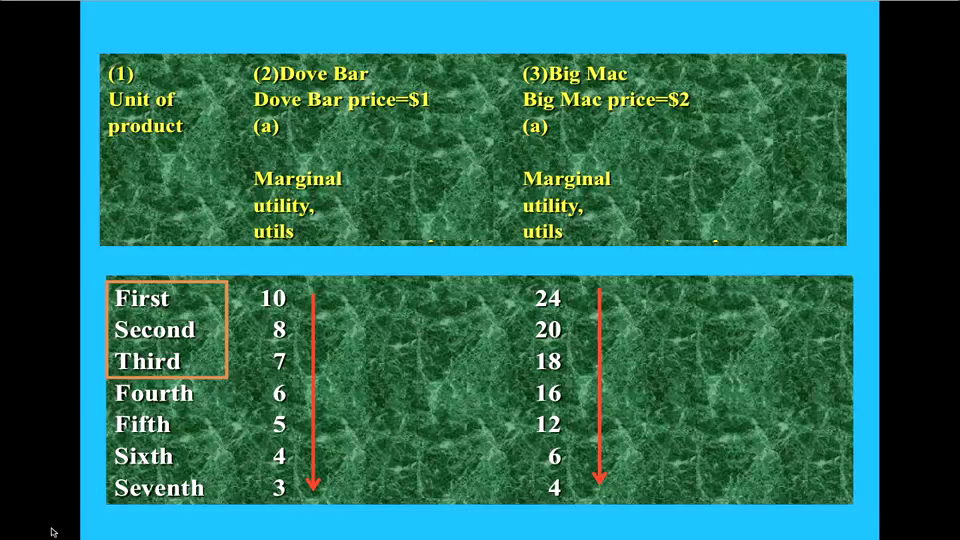 (1) (2)Dove Bar (3)Big Mac
Unit of Dove Bar price=$1 Big Mac price=$2
product (a) (a)
Marginal Marginal
utility, utility,
utils utils
First 10 24
Second 8 20
Third 7 18
Fourth 6 16
Fifth 5 12
Sixth 4 6
Seventh 3 4